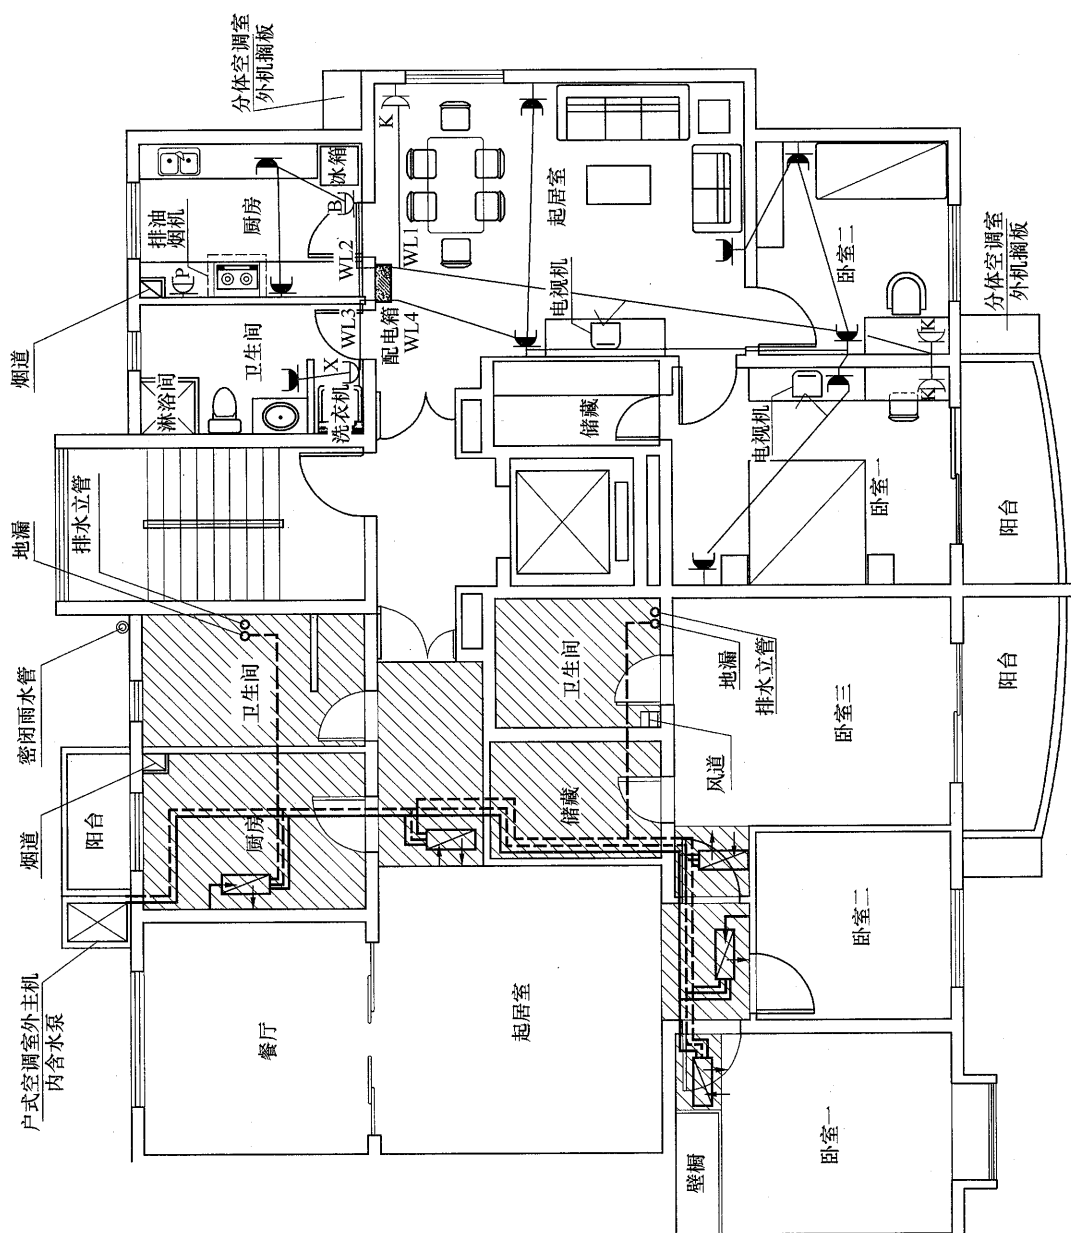 户式空调室外主机
内含水泵
烟道
密闭雨水管
地漏
排水立管
烟道
分体空调室
外机搁板
阳台
厨房
卫生间
淋浴间
卫生间
排油
烟机
厨房
冰箱
P
B
洗衣机
X
WL3
WL2
配电箱
WL4
WL1
K
餐厅
起居室
储藏
卫生间
储藏
电视机
起居室
风道
地漏
排水立管
电视机
壁橱
卧室一
卧室二
卧室三
卧室一
卧室二
K
K
阳台
阳台
分体空调室
外机搁板